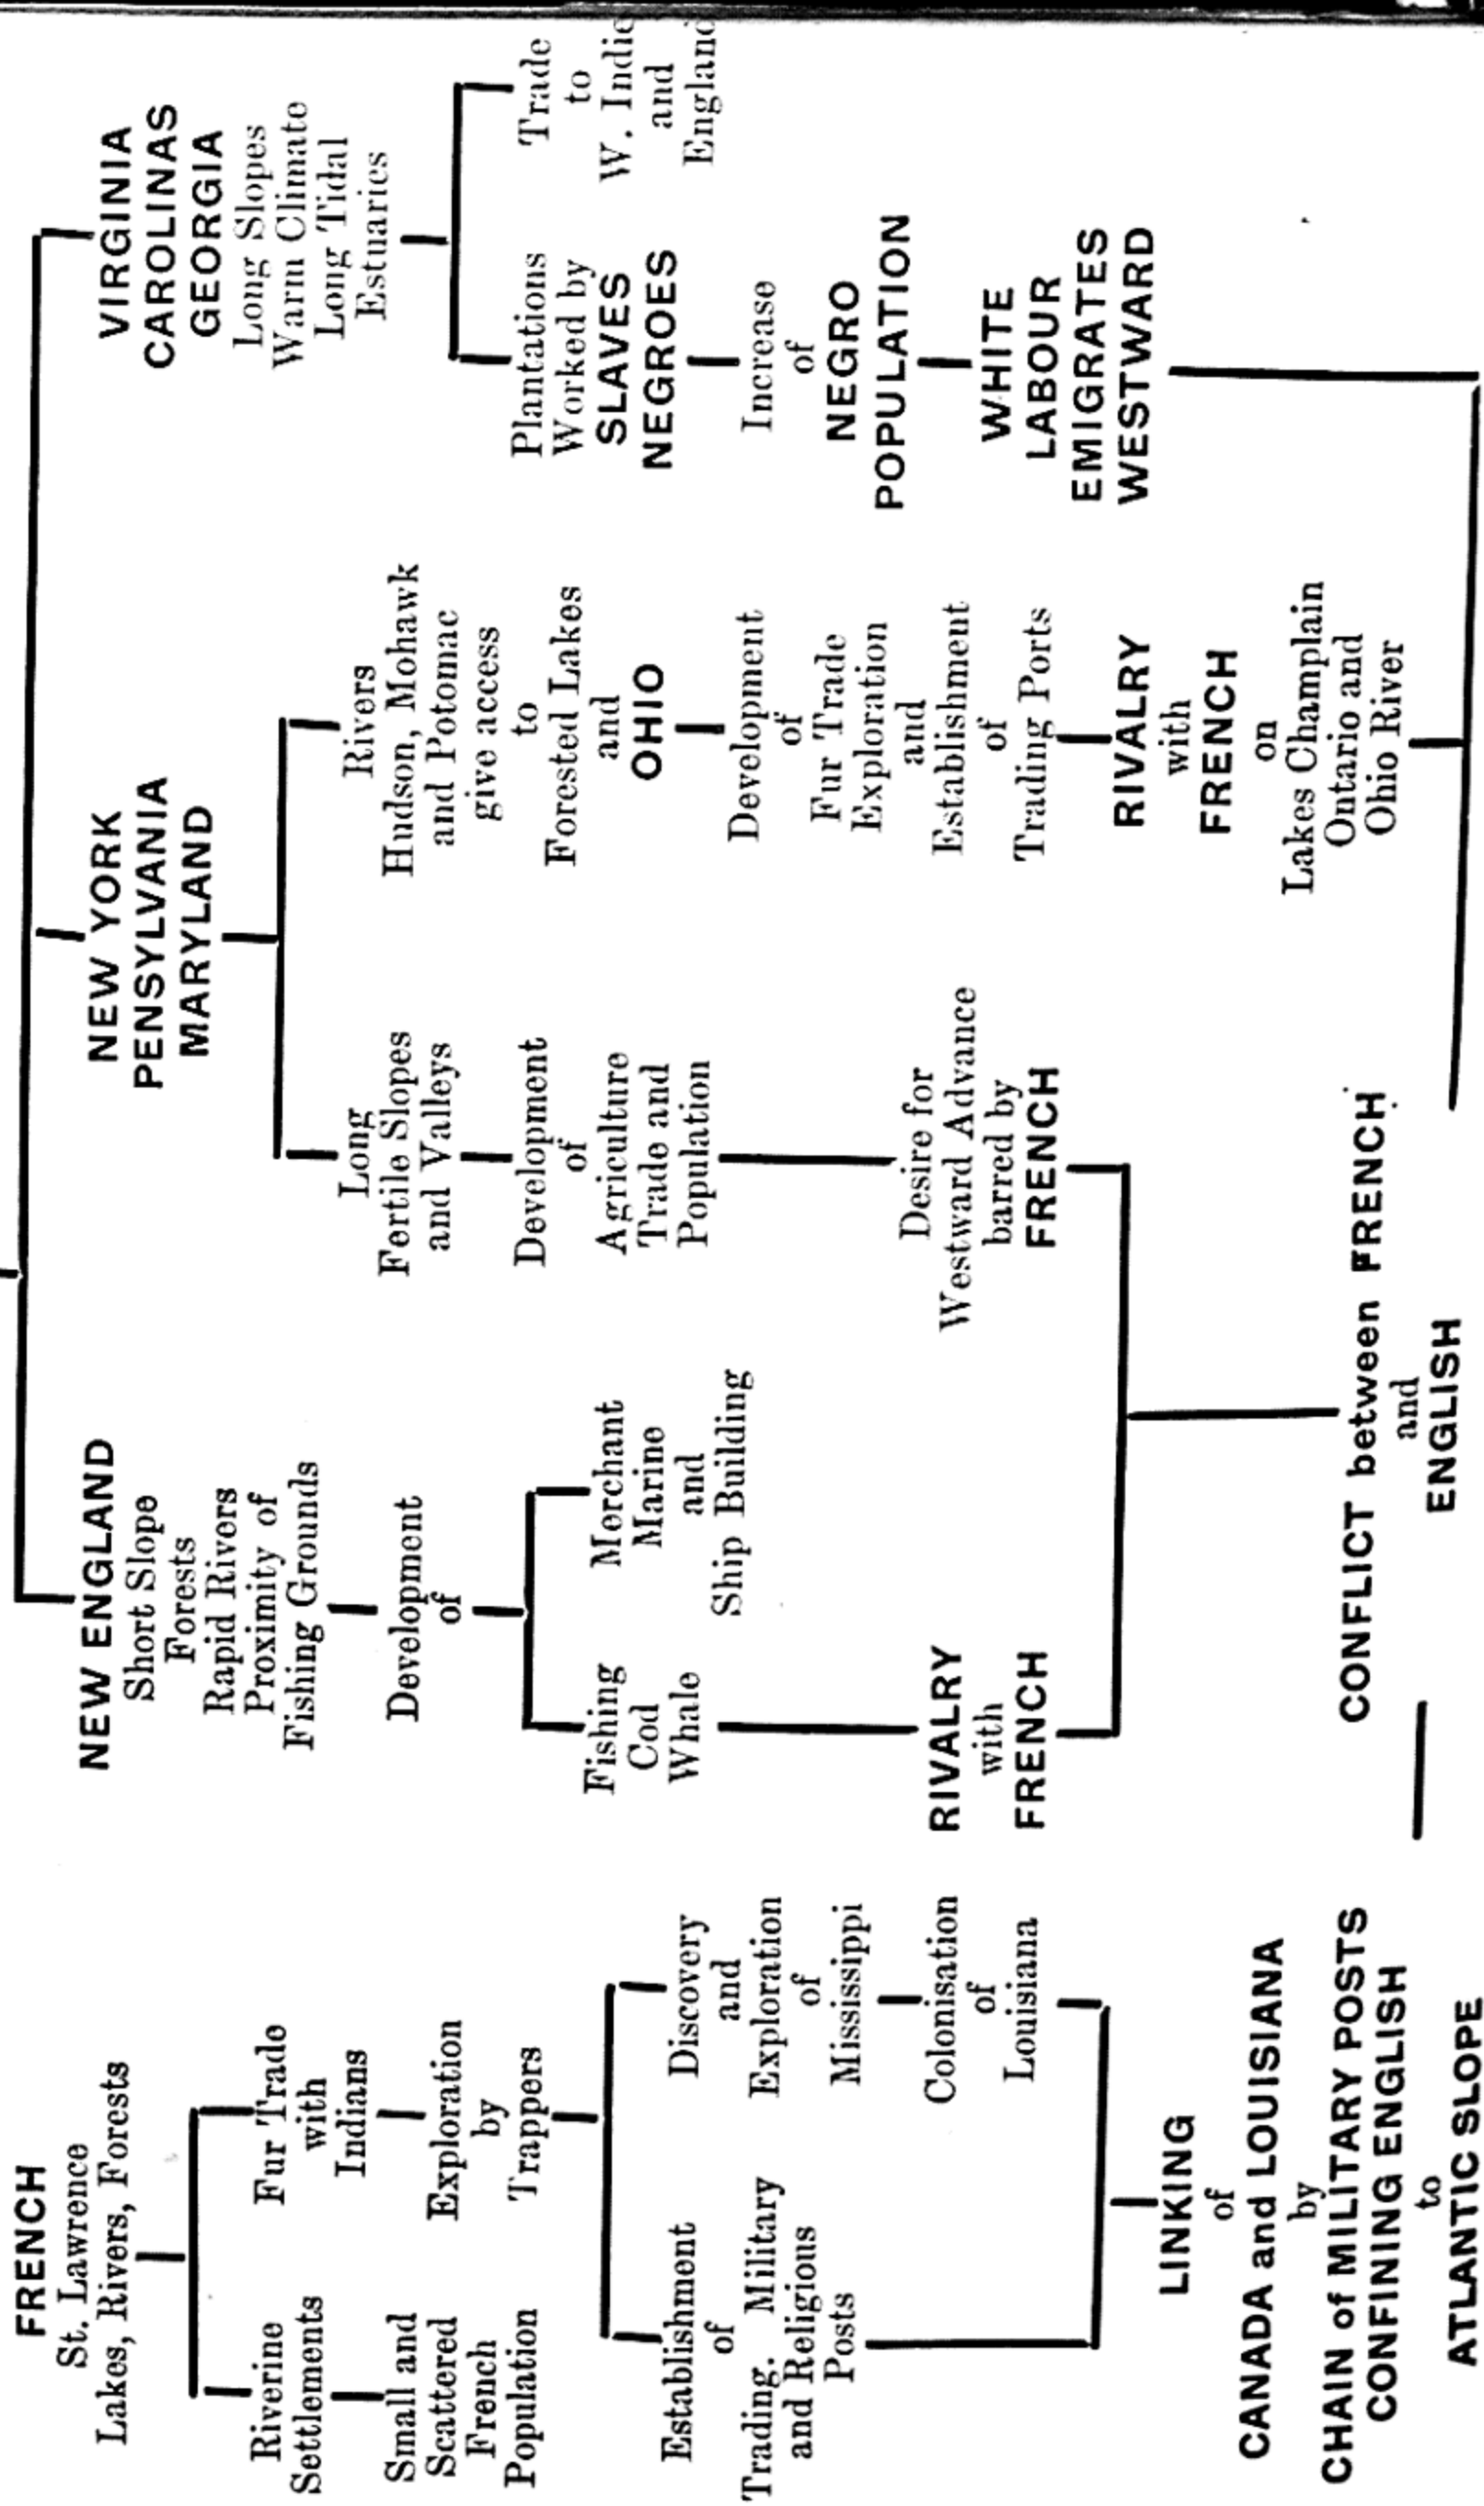 FRENCH
St. Lawrence
Lakes, Rivers, Forests
Riverine
Settlements
Small and
Scattered
French
Population
Fur Trade
with
Indians
Exploration
by
Trappers
Establishment
of
Trading. Military
and Religious
Posts
Discovery
and
Exploration
of
Mississippi
Colonisation
of
Louisiana
LINKING
of
CANADA and LOUISIANA
by
CHAIN of MILITARY POSTS
CONFINING ENGLISH
to
ATLANTIC SLOPE
NEW ENGLAND
Short Slope
Forests
Rapid Rivers
Proximity of
Fishing Grounds
Development
of
Fishing
Cod
Whale
Merchant
Marine
and
Ship Building
RIVALRY
with
FRENCH
NEW YORK
PENSYLVANIA
MARYLAND
Long
Fertile Slopes
and Valleys
Development
of
Agriculture
Trade and
Population
Desire for
Westward Advance
barred by
FRENCH
Rivers
Hudson, Mohawk
and Potomac
give access
to
Forested Lakes
and
OHIO
Development
of
Fur Trade
Exploration
and
Establishment
of
Trading Ports
RIVALRY
with
FRENCH
on
Lakes Champlain
Ontario and
Ohio River
VIRGINIA
CAROLINAS
GEORGIA
Long Slopes
Warm Climate
Long Tidal
Estuaries
Plantations
Worked by
SLAVES
NEGROES
Increase
of
NEGRO
POPULATION
WHITE
LABOUR
EMIGRATES
WESTWARD
Trade
to
W. Indie
and
England
CONFLICT between FRENCH
and
ENGLISH